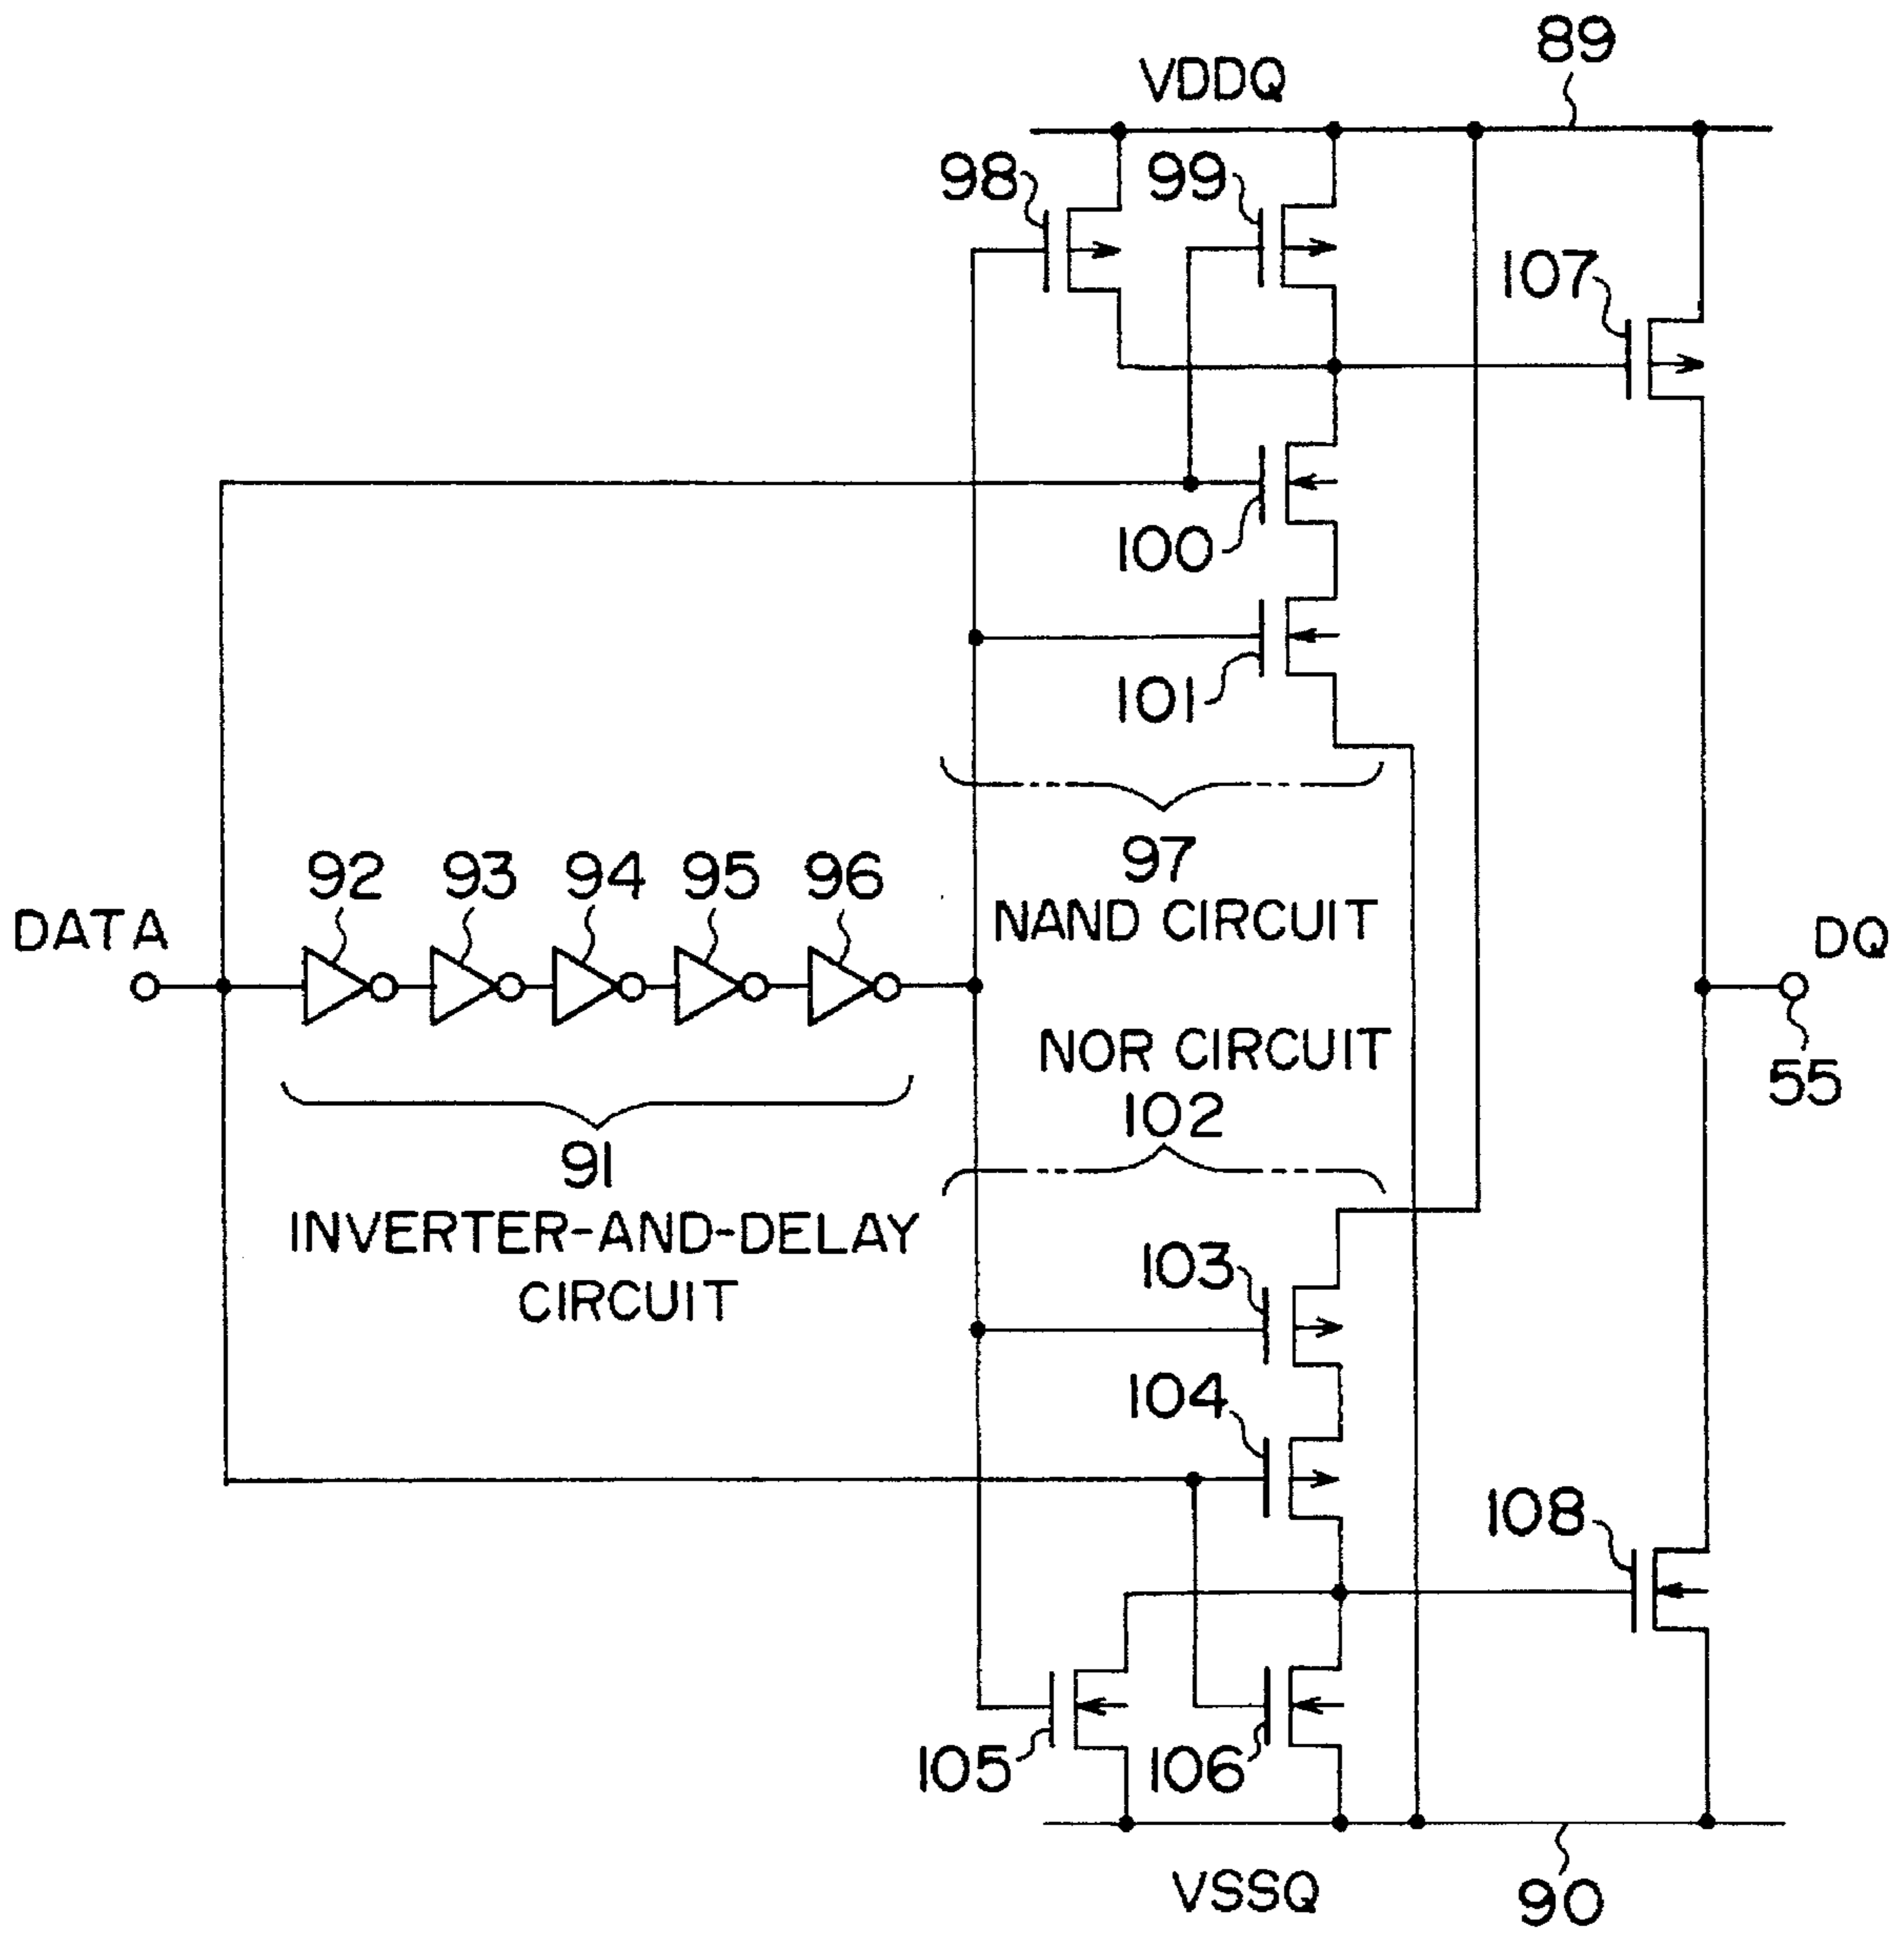 89
VDDQ
98
99
107
100
101
97
NAND CIRCUIT
92
93
94
95
96
DATA
DQ
55
NOR CIRCUIT
102
91
INVERTER-AND-DELAY
CIRCUIT
103
104
108
105
106
VSSQ
90